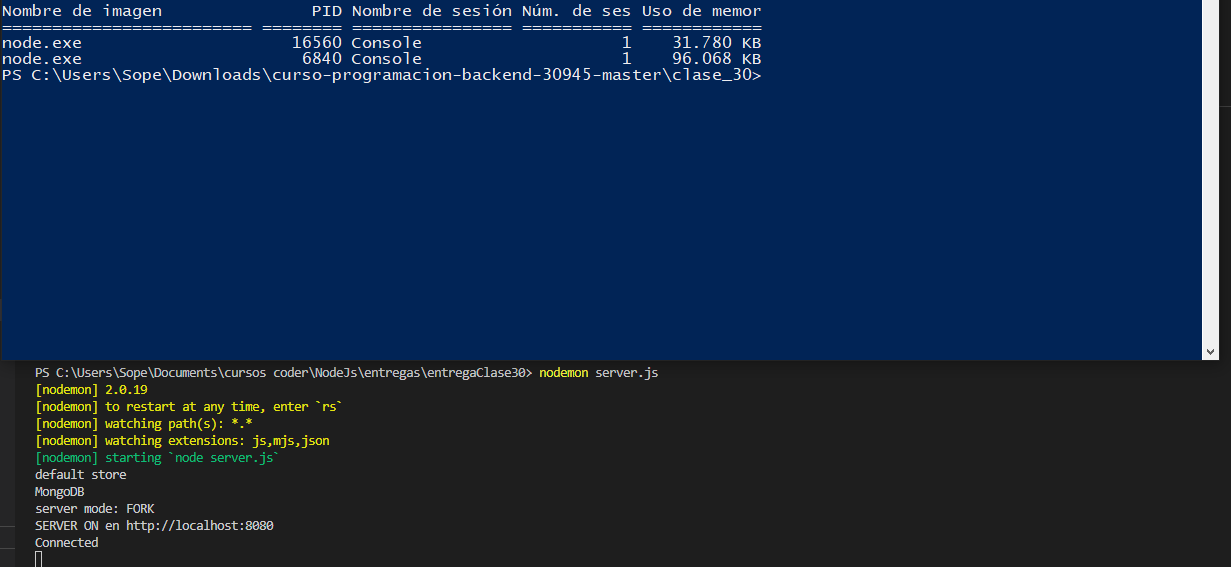 Nombre de imagen PID Nombre de sesión Núm. de ses Uso de memor
========================= ======== ================ =========== ============
node.exe 16560 Console 1 31.780 KB
node.exe 6840 Console 1 96.068 KB
PS C:\Users\Sope\Downloads\curso-programacion-backend-30945-master\clase_30>
PS C:\Users\Sope\Documents\cursos coder\NodeJs\entregas\entregaClase30> nodemon server.js
[nodemon] 2.0.19
[nodemon] to restart at any time, enter `rs`
[nodemon] watching path(s): *.*
[nodemon] watching extensions: js,mjs,json
[nodemon] starting `node server.js`
default store
MongoDB
server mode: FORK
SERVER ON en http://localhost:8080
Connected